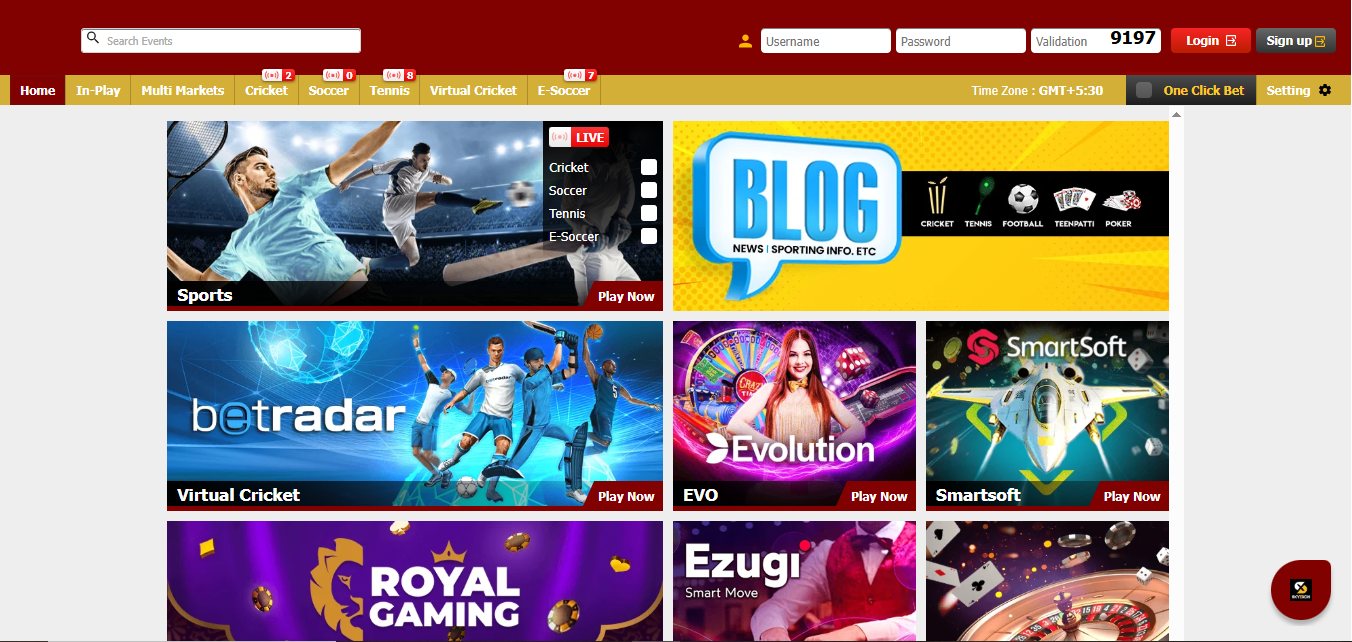 Search Events
Username
Password
Validation 9197
Login
Sign up
Home
In-Play
Multi Markets
Cricket 2
Soccer 0
Tennis 8
Virtual Cricket
E-Soccer 7
Time Zone : GMT+5:30
One Click Bet
Setting
LIVE
Cricket
Soccer
Tennis
E-Soccer
Sports
Play Now
BLOG
NEWS | SPORTING INFO. ETC
CRICKET TENNIS FOOTBALL TEENPATTI POKER
betradar
betradar
Virtual Cricket
Play Now
CRAZY
TIME
Evolution
EVO
Play Now
SmartSoft
Smartsoft
Play Now
ROYAL
GAMING
Ezugi
Smart Move